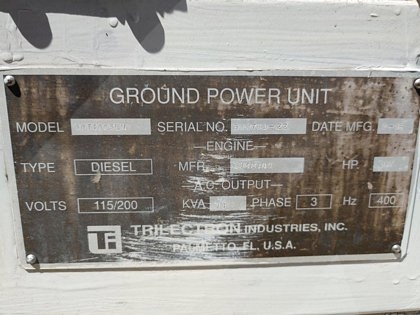 GROUND POWER UNIT
MODEL SERIAL NO. DATE MFG.
ENGINE
TYPE DIESEL MFR. HP.
A.C. OUTPUT
VOLTS 115/200 KVA PHASE 3 Hz 400
TRILECTRON INDUSTRIES, INC.
PALMETTO, FL. U.S.A.